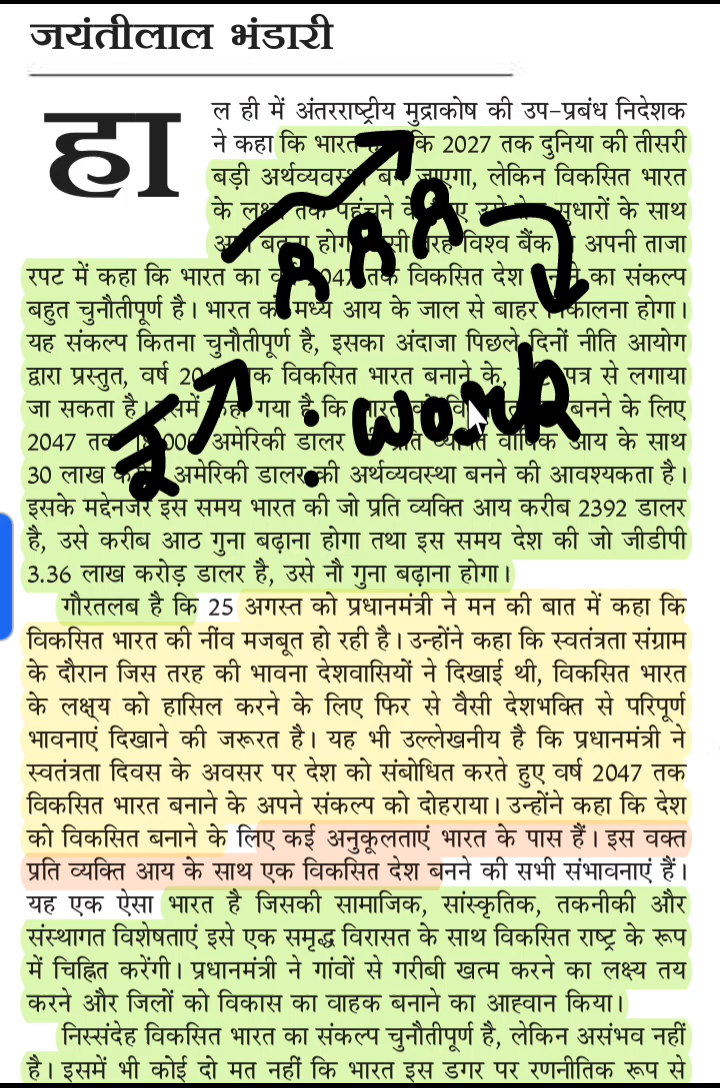 जयंतीलाल भंडारी
हा
ल ही में अंतरराष्ट्रीय मुद्राकोष की उप-प्रबंध निदेशक
ने कहा कि भारत कि 2027 तक दुनिया की तीसरी
बड़ी अर्थव्यवस्था बन जाएगा, लेकिन विकसित भारत
के लक्ष्य तक पहुंचने के सुधारों के साथ
बढ़ना होगा विश्व बैंक अपनी ताजा
रपट में कहा कि भारत का तक विकसित देश का संकल्प
बहुत चुनौतीपूर्ण है। भारत को मध्य आय के जाल से बाहर निकालना होगा।
यह संकल्प कितना चुनौतीपूर्ण है, इसका अंदाजा पिछले दिनों नीति आयोग
द्वारा प्रस्तुत, वर्ष तक विकसित भारत बनाने के, पत्र से लगाया
जा सकता है। गया है कि बनने के लिए
2047 तक अमेरिकी डालर आय के साथ
30 लाख अमेरिकी डालर की अर्थव्यवस्था बनने की आवश्यकता है।
इसके मद्देनजर इस समय भारत की जो प्रति व्यक्ति आय करीब 2392 डालर
है, उसे करीब आठ गुना बढ़ाना होगा तथा इस समय देश की जो जीडीपी
3.36 लाख करोड़ डालर है, उसे नौ गुना बढ़ाना होगा।
गौरतलब है कि 25 अगस्त को प्रधानमंत्री ने मन की बात में कहा कि
विकसित भारत की नींव मजबूत हो रही है। उन्होंने कहा कि स्वतंत्रता संग्राम
के दौरान जिस तरह की भावना देशवासियों ने दिखाई थी, विकसित भारत
के लक्ष्य को हासिल करने के लिए फिर से वैसी देशभक्ति से परिपूर्ण
भावनाएं दिखाने की जरूरत है। यह भी उल्लेखनीय है कि प्रधानमंत्री ने
स्वतंत्रता दिवस के अवसर पर देश को संबोधित करते हुए वर्ष 2047 तक
विकसित भारत बनाने के अपने संकल्प को दोहराया। उन्होंने कहा कि देश
को विकसित बनाने के लिए कई अनुकूलताएं भारत के पास हैं। इस वक्त
प्रति व्यक्ति आय के साथ एक विकसित देश बनने की सभी संभावनाएं हैं।
यह एक ऐसा भारत है जिसकी सामाजिक, सांस्कृतिक, तकनीकी और
संस्थागत विशेषताएं इसे एक समृद्ध विरासत के साथ विकसित राष्ट्र के रूप
में चिह्नित करेंगी। प्रधानमंत्री ने गांवों से गरीबी खत्म करने का लक्ष्य तय
करने और जिलों को विकास का वाहक बनाने का आह्वान किया।
निस्संदेह विकसित भारत का संकल्प चुनौतीपूर्ण है, लेकिन असंभव नहीं
है। इसमें भी कोई दो मत नहीं कि भारत इस डगर पर रणनीतिक रूप से
work